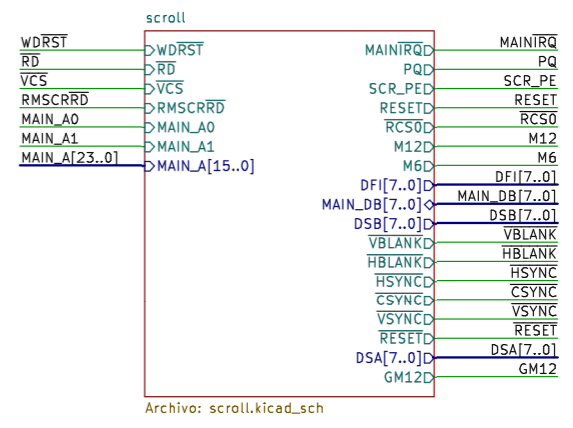 scroll
WDRST WDRST MAINIRQ MAINIRQ
RD RD PQ PQ
VCS VCS SCR_PE SCR_PE
RMSCRRD RMSCRRD RESET RESET
MAIN_A0 MAIN_A0 RCS0 RCS0
MAIN_A1 MAIN_A1 M12 M12
MAIN_A[23..0] MAIN_A[15..0] M6 M6
DFI[7..0] DFI[7..0]
MAIN_DB[7..0] MAIN_DB[7..0]
DSB[7..0] DSB[7..0]
VBLANK VBLANK
HBLANK HBLANK
HSYNC HSYNC
CSYNC CSYNC
VSYNC VSYNC
RESET RESET
DSA[7..0] DSA[7..0]
GM12 GM12
Archivo: scroll.kicad_sch